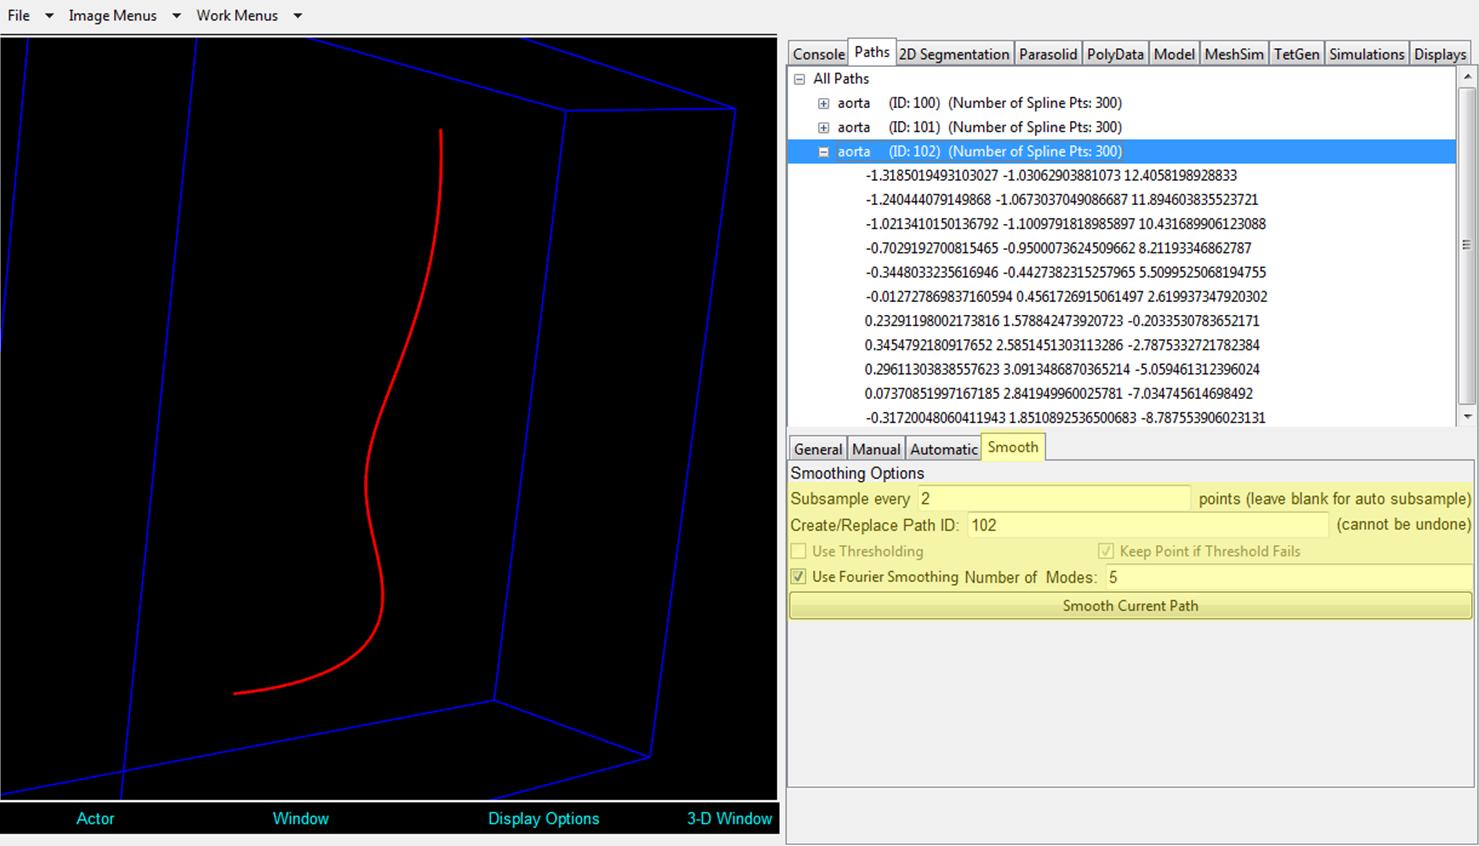 File Image Menus Work Menus
Console Paths 2D Segmentation Parasolid PolyData Model MeshSim TetGen Simulations Displays
All Paths
aorta (ID: 100) (Number of Spline Pts: 300)
aorta (ID: 101) (Number of Spline Pts: 300)
aorta (ID: 102) (Number of Spline Pts: 300)
-1.3185019493103027 -1.03062903881073 12.4058198928833
-1.240444079149868 -1.0673037049086687 11.894603835523721
-1.0213410150136792 -1.1009791818985897 10.431689906123088
-0.7029192700815465 -0.9500073624509662 8.21193346862787
-0.3448033235616946 -0.4427382315257965 5.5099525068194755
-0.012727869837160594 0.4561726915061497 2.619937347920302
0.23291198002173816 1.578842473920723 -0.2033530783652171
0.3454792180917652 2.5851451303113286 -2.7875332721782384
0.29611303838557623 3.0913486870365214 -5.059461312396024
0.07370851997167185 2.841949960025781 -7.034745614698492
-0.31720048060411943 1.8510892536500683 -8.787553906023131
General Manual Automatic Smooth
Smoothing Options
Subsample every 2 points (leave blank for auto subsample)
Create/Replace Path ID: 102 (cannot be undone)
Use Thresholding Keep Point if Threshold Fails
Use Fourier Smoothing Number of Modes: 5
Smooth Current Path
Actor Window Display Options 3-D Window